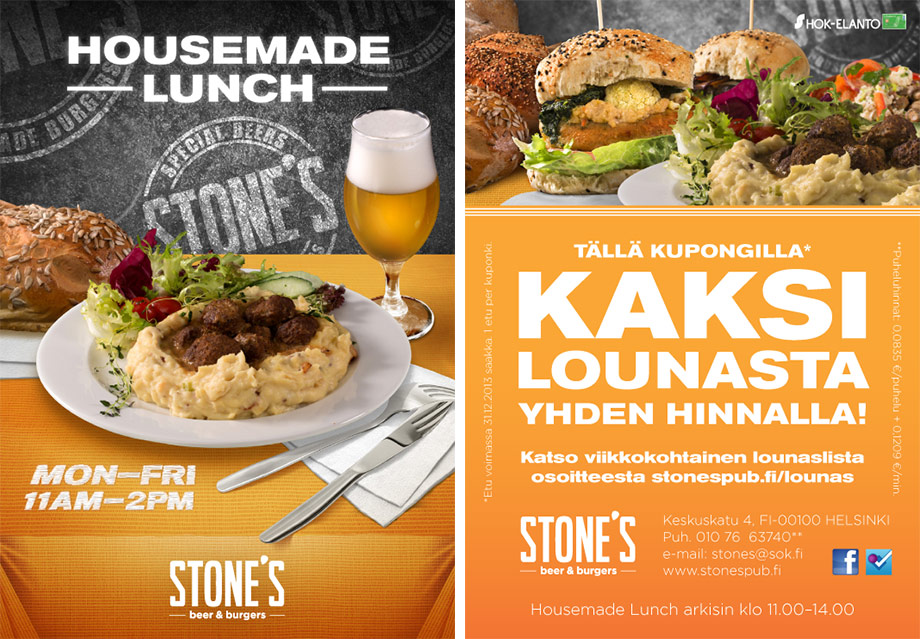 HOUSEMADE
LUNCH
SPECIAL BEERS
STONE'S
MADE BURGERS
MON–FRI
11AM–2PM
STONE'S
beer & burgers
*Etu voimassa 31.12.2013 saakka. 1 etu per kuponki.
HOK-ELANTO
TÄLLÄ KUPONGILLA*
KAKSI
LOUNASTA
YHDEN HINNALLA!
Katso viikkokohtainen lounaslista
osoitteesta stonespub.fi/lounas
STONE'S
beer & burgers
Keskuskatu 4, FI-00100 HELSINKI
Puh. 010 76 63740**
e-mail: stones@sok.fi
www.stonespub.fi
Housemade Lunch arkisin klo 11.00–14.00
**Puheluhinnat: 0,0835 €/puhelu + 0,1209 €/min.